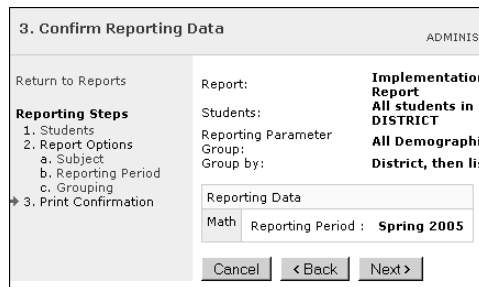 3. Confirm Reporting Data
ADMINIS
Return to Reports
Reporting Steps
1. Students
2. Report Options
a. Subject
b. Reporting Period
c. Grouping
3. Print Confirmation
Report: Implementation
Report
Students: All students in
DISTRICT
Reporting Parameter
Group: All Demographi
Group by: District, then lis
Reporting Data
Math Reporting Period : Spring 2005
Cancel < Back Next >